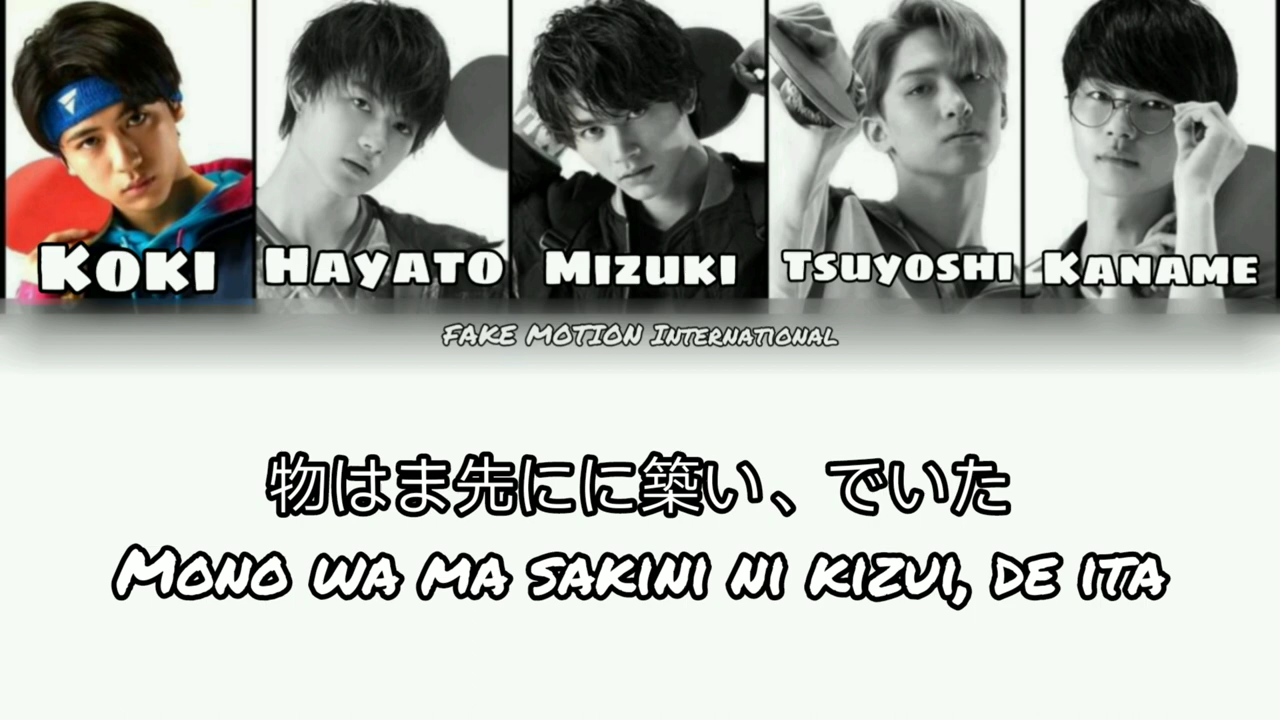 Koki Hayato Mizuki Tsuyoshi Kaname
FAKE MOTION International
物はま先にに築い、でいた
Mono wa ma sakini ni kizui, de ita